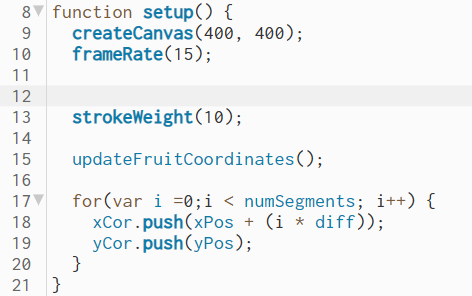 8 function setup() {
9 createCanvas(400, 400);
10 frameRate(15);
11
12
13 strokeWeight(10);
14
15 updateFruitCoordinates();
16
17 for(var i =0;i < numSegments; i++) {
18 xCor.push(xPos + (i * diff));
19 yCor.push(yPos);
20 }
21 }